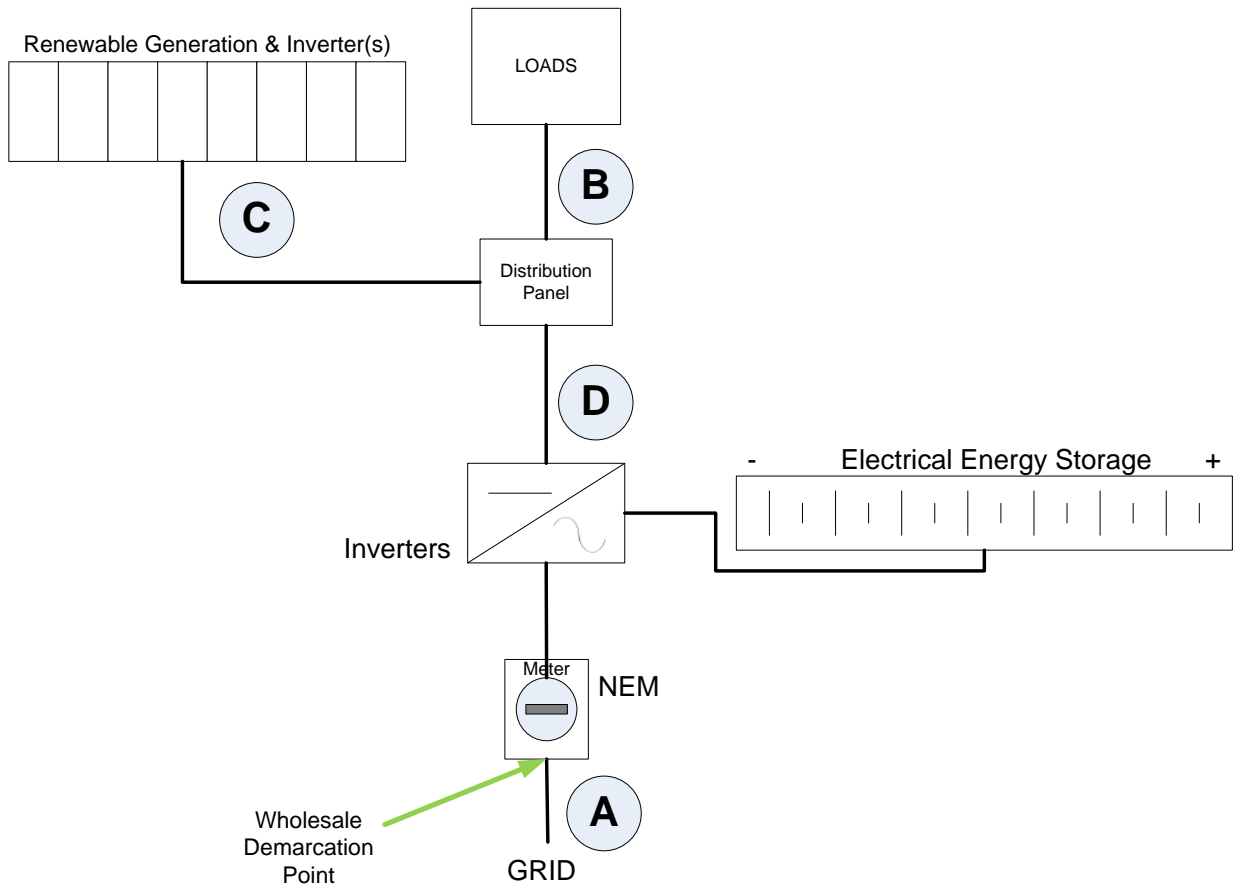 Renewable Generation & Inverter(s)
LOADS
B
C
Distribution
Panel
D
- Electrical Energy Storage +
Inverters
Meter
NEM
A
Wholesale
Demarcation
Point
GRID